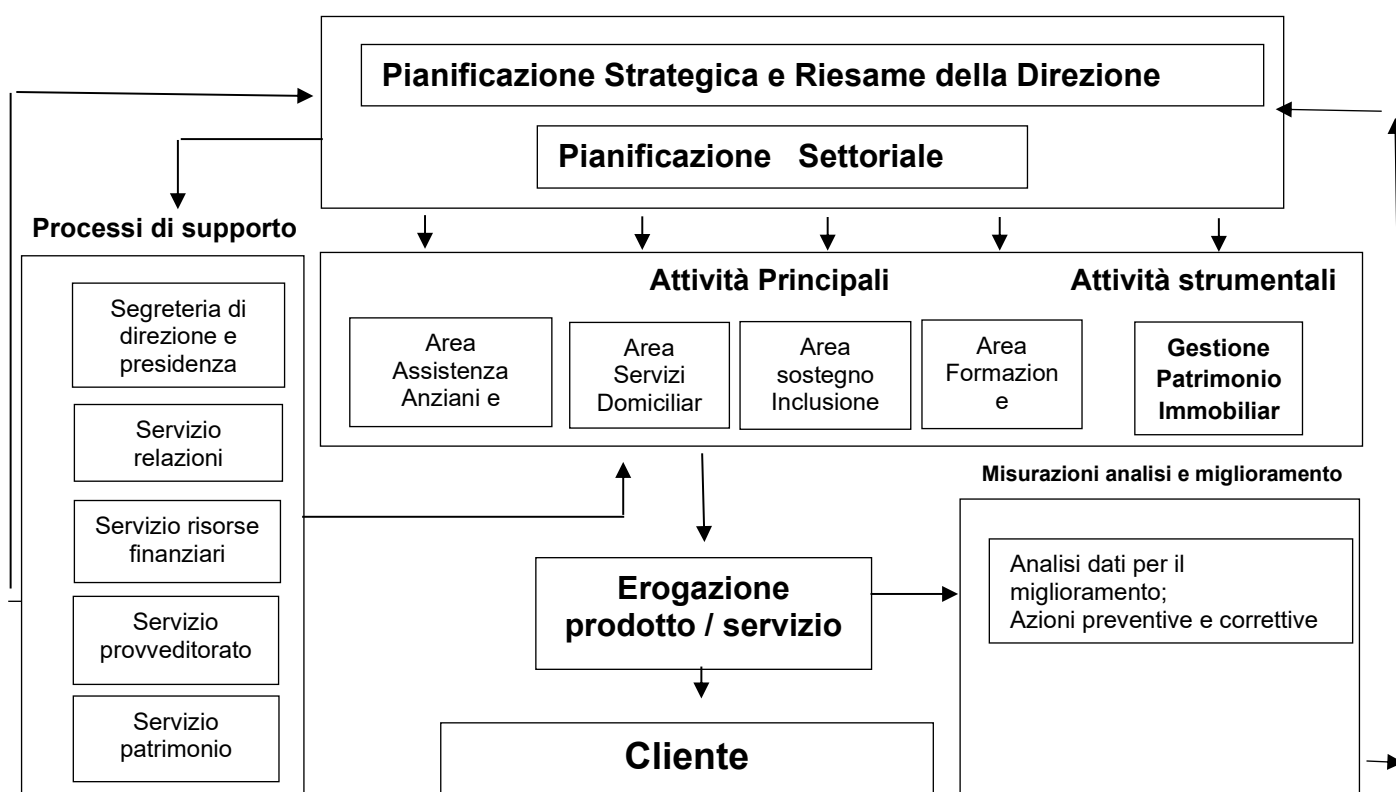 Pianificazione Strategica e Riesame della Direzione
Pianificazione Settoriale
Processi di supporto
Segreteria di
direzione e
presidenza
Servizio
relazioni
Servizio risorse
finanziari
Servizio
provveditorato
Servizio
patrimonio
Attività Principali
Attività strumentali
Area
Assistenza
Anziani e
Area
Servizi
Domiciliar
Area
sostegno
Inclusione
Area
Formazion
e
Gestione
Patrimonio
Immobiliar
Misurazioni analisi e miglioramento
Analisi dati per il
miglioramento;
Azioni preventive e correttive
Erogazione
prodotto / servizio
Cliente